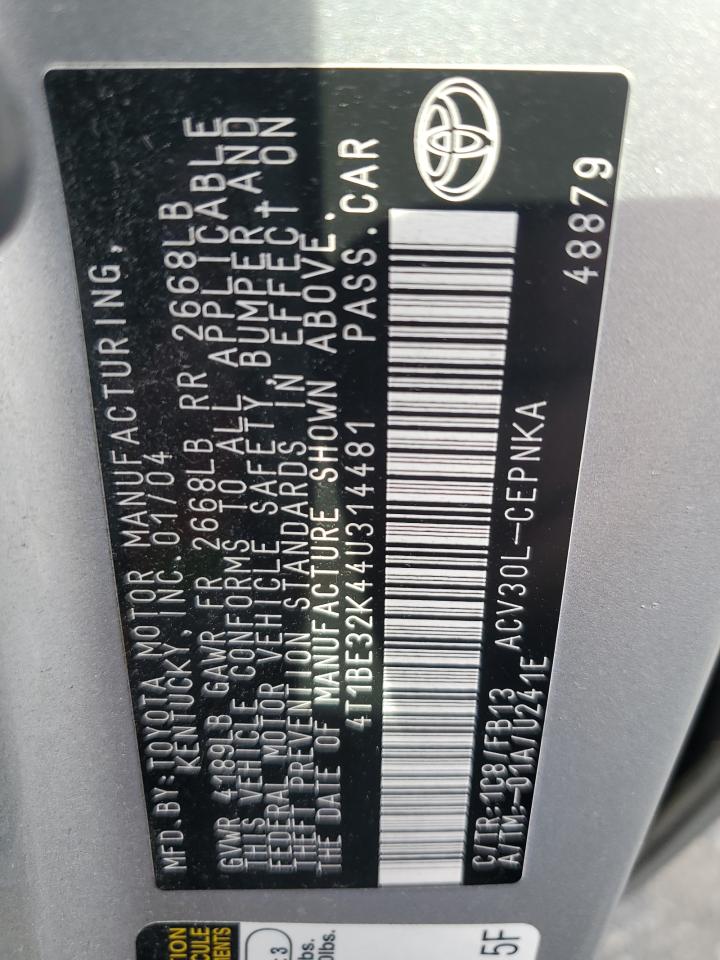 MFD.BY:TOYOTA MOTOR MANUFACTURING,
KENTUCKY, INC.01/04
GVWR 4189LB GAWR FR 2668LB RR 2668LB
THIS VEHICLE CONFORMS TO ALL APPLICABLE
FEDERAL MOTOR VEHICLE SAFETY, BUMPER, AND
THEFT PREVENTION STANDARDS IN EFFECT ON
THE DATE OF MANUFACTURE SHOWN ABOVE.
4T1BE32K44U314481 PASS.CAR
C/TR:1C8/FB13 ACV30L-CEPNKA
A/TM:-01A/U241E
48879
5F